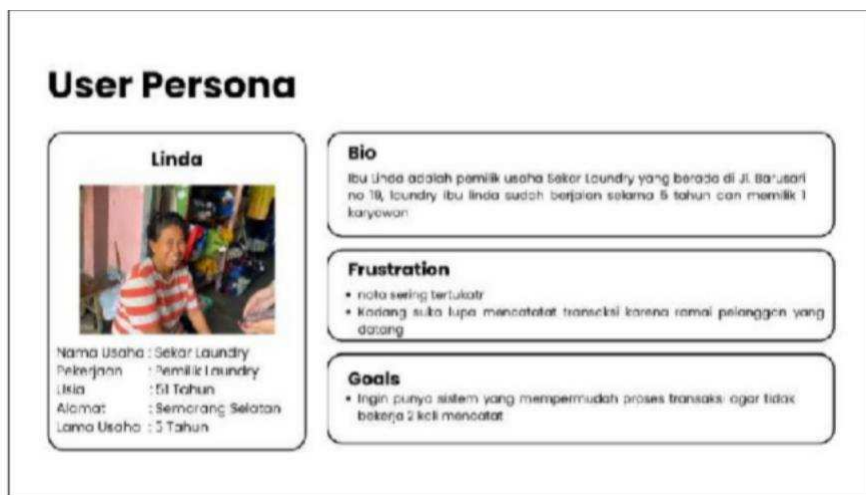 User Persona
Linda
Nama Usaha : Sekar Laundry
Pekerjaan : Pemilik Laundry
Usia : 51 Tahun
Alamat : Semarang Selatan
Lama Usaha : 5 Tahun
Bio
Ibu Linda adalah pemilik usaha Sekar Laundry yang berada di Jl. Barusari
no 19, laundry ibu linda sudah berjalan selama 5 tahun dan memiliki 1
karyawan
Frustration
• nota sering tertukatr
• Kadang suka lupa mencatatat transaksi karena ramai pelanggan yang
datang
Goals
• Ingin punya sistem yang mempermudah proses transaksi agar tidak
bekerja 2 kali mencatat